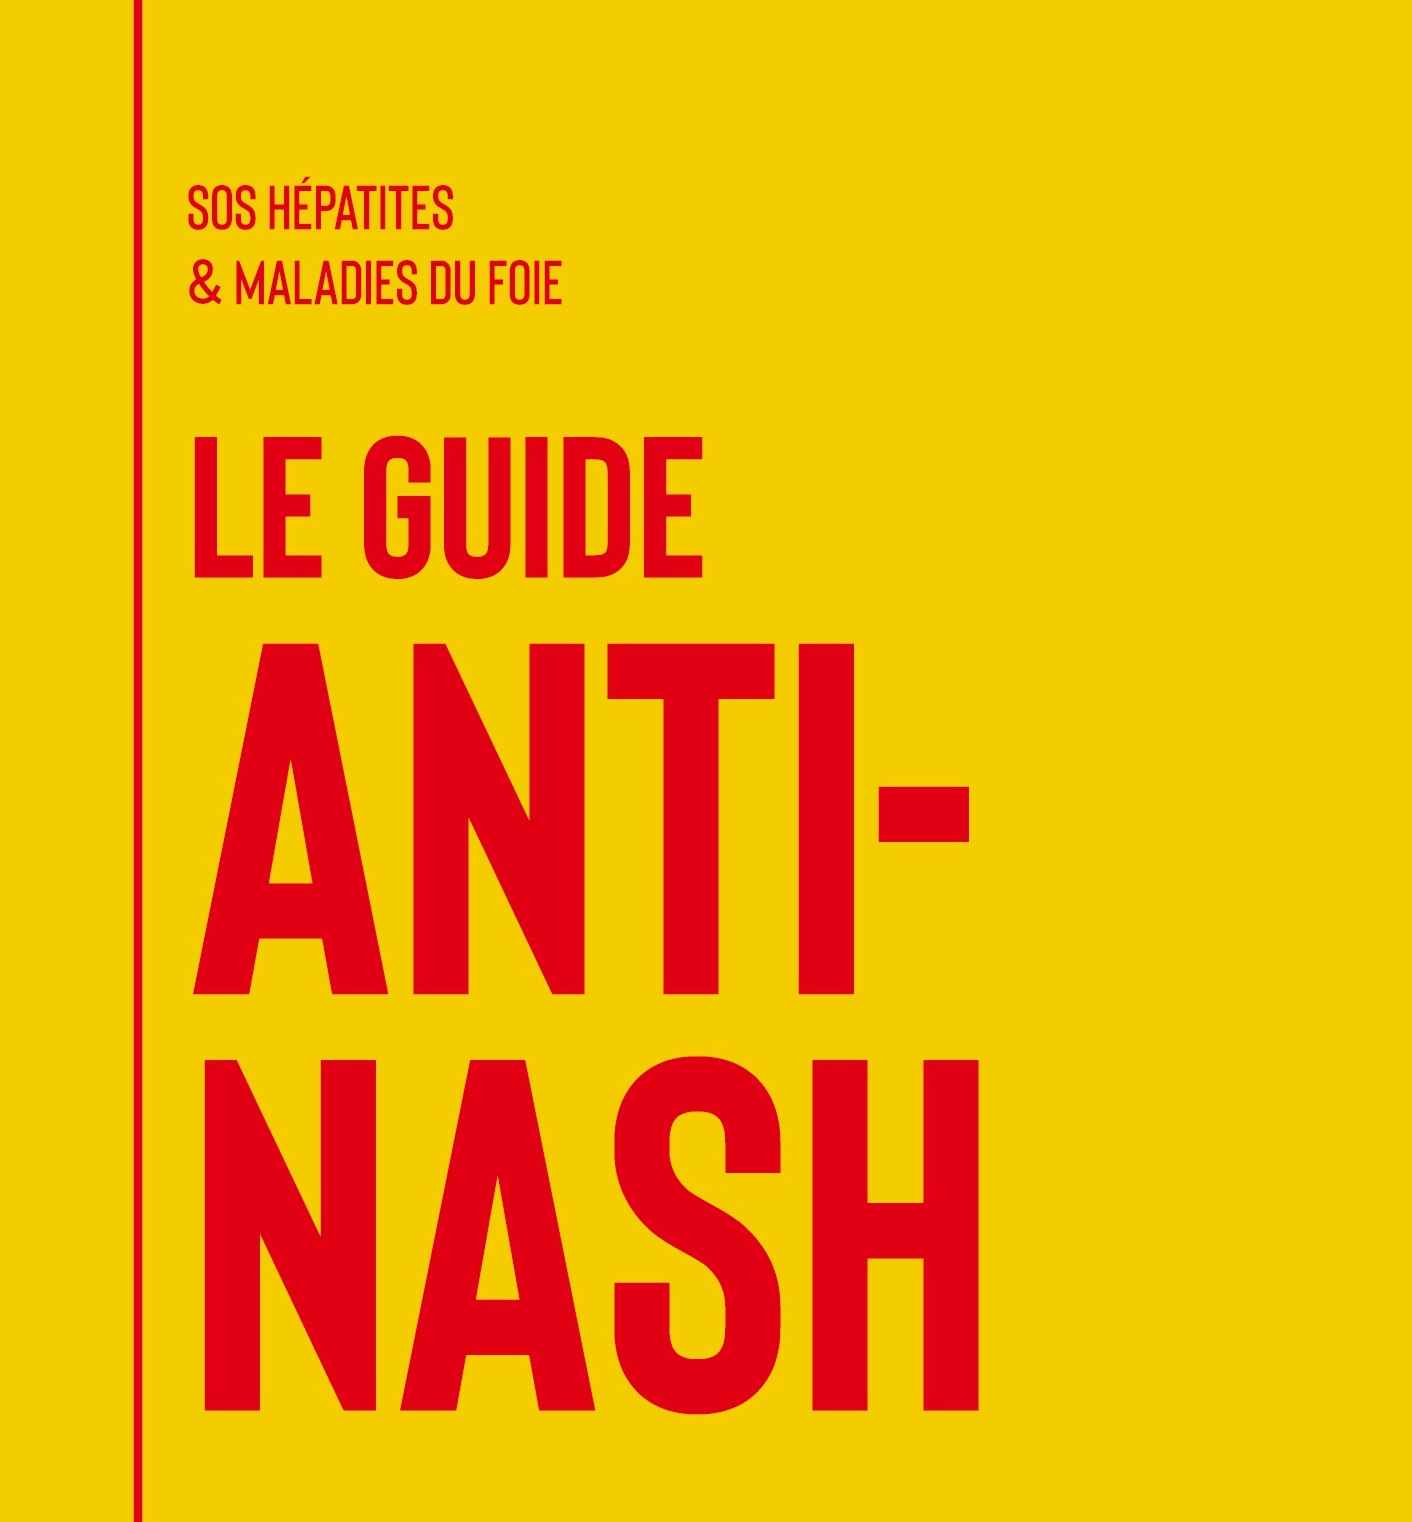 SOS HÉPATITES
& MALADIES DU FOIE
LE GUIDE
ANTI-
NASH